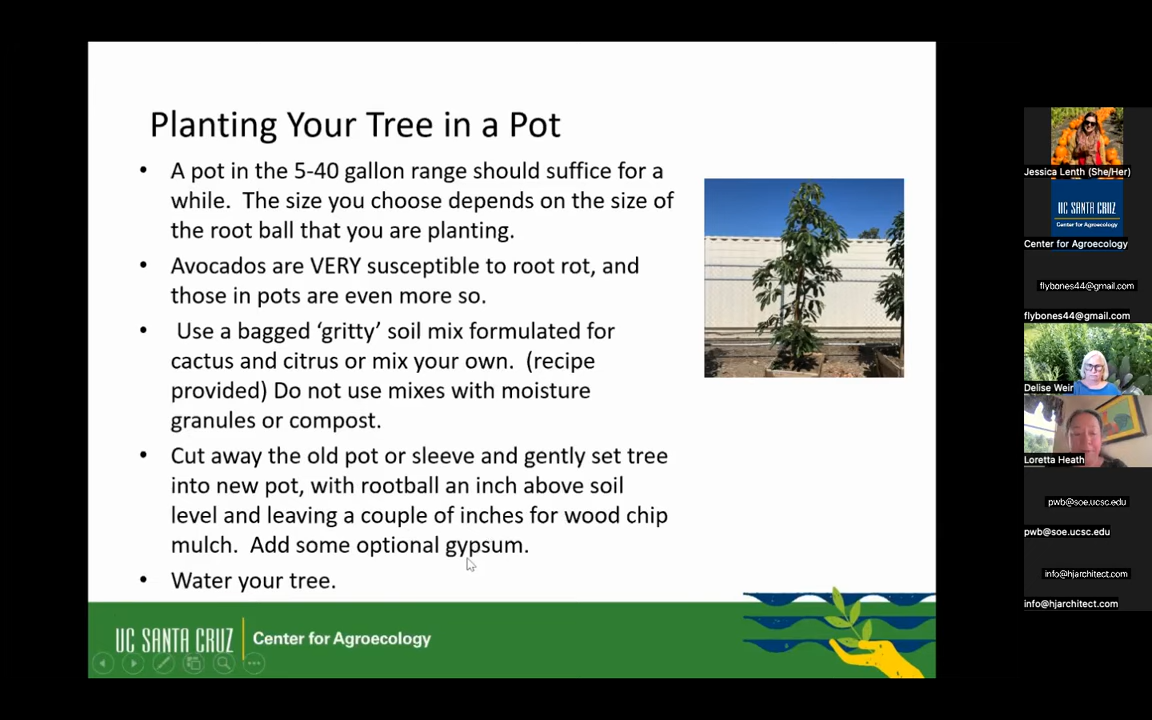 Planting Your Tree in a Pot
• A pot in the 5-40 gallon range should suffice for a
while.  The size you choose depends on the size of
the root ball that you are planting.
• Avocados are VERY susceptible to root rot, and
those in pots are even more so.
• Use a bagged ‘gritty’ soil mix formulated for
cactus and citrus or mix your own.  (recipe
provided) Do not use mixes with moisture
granules or compost.
• Cut away the old pot or sleeve and gently set tree
into new pot, with rootball an inch above soil
level and leaving a couple of inches for wood chip
mulch.  Add some optional gypsum.
• Water your tree.
UC SANTA CRUZ
Center for Agroecology
Jessica Lenth (She/Her)
UC SANTA CRUZ
Center for Agroecology
Center for Agroecology
flybones44@gmail.com
flybones44@gmail.com
Delise Weir
Loretta Heath
pwb@soe.ucsc.edu
pwb@soe.ucsc.edu
info@hjarchitect.com
info@hjarchitect.com